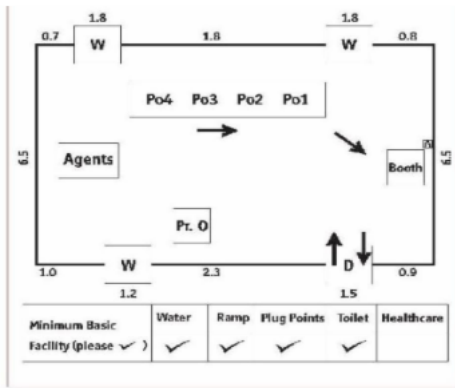 1.8 1.8
0.7 W 1.8 W 0.8
Po4 Po3 Po2 Po1
6.5 Agents Booth 6.5
Pr. O
1.0 W 2.3 D 0.9
1.2 1.5
Minimum Basic Facility (please ✓ ) Water Ramp Plug Points Toilet Healthcare
✓ ✓ ✓ ✓